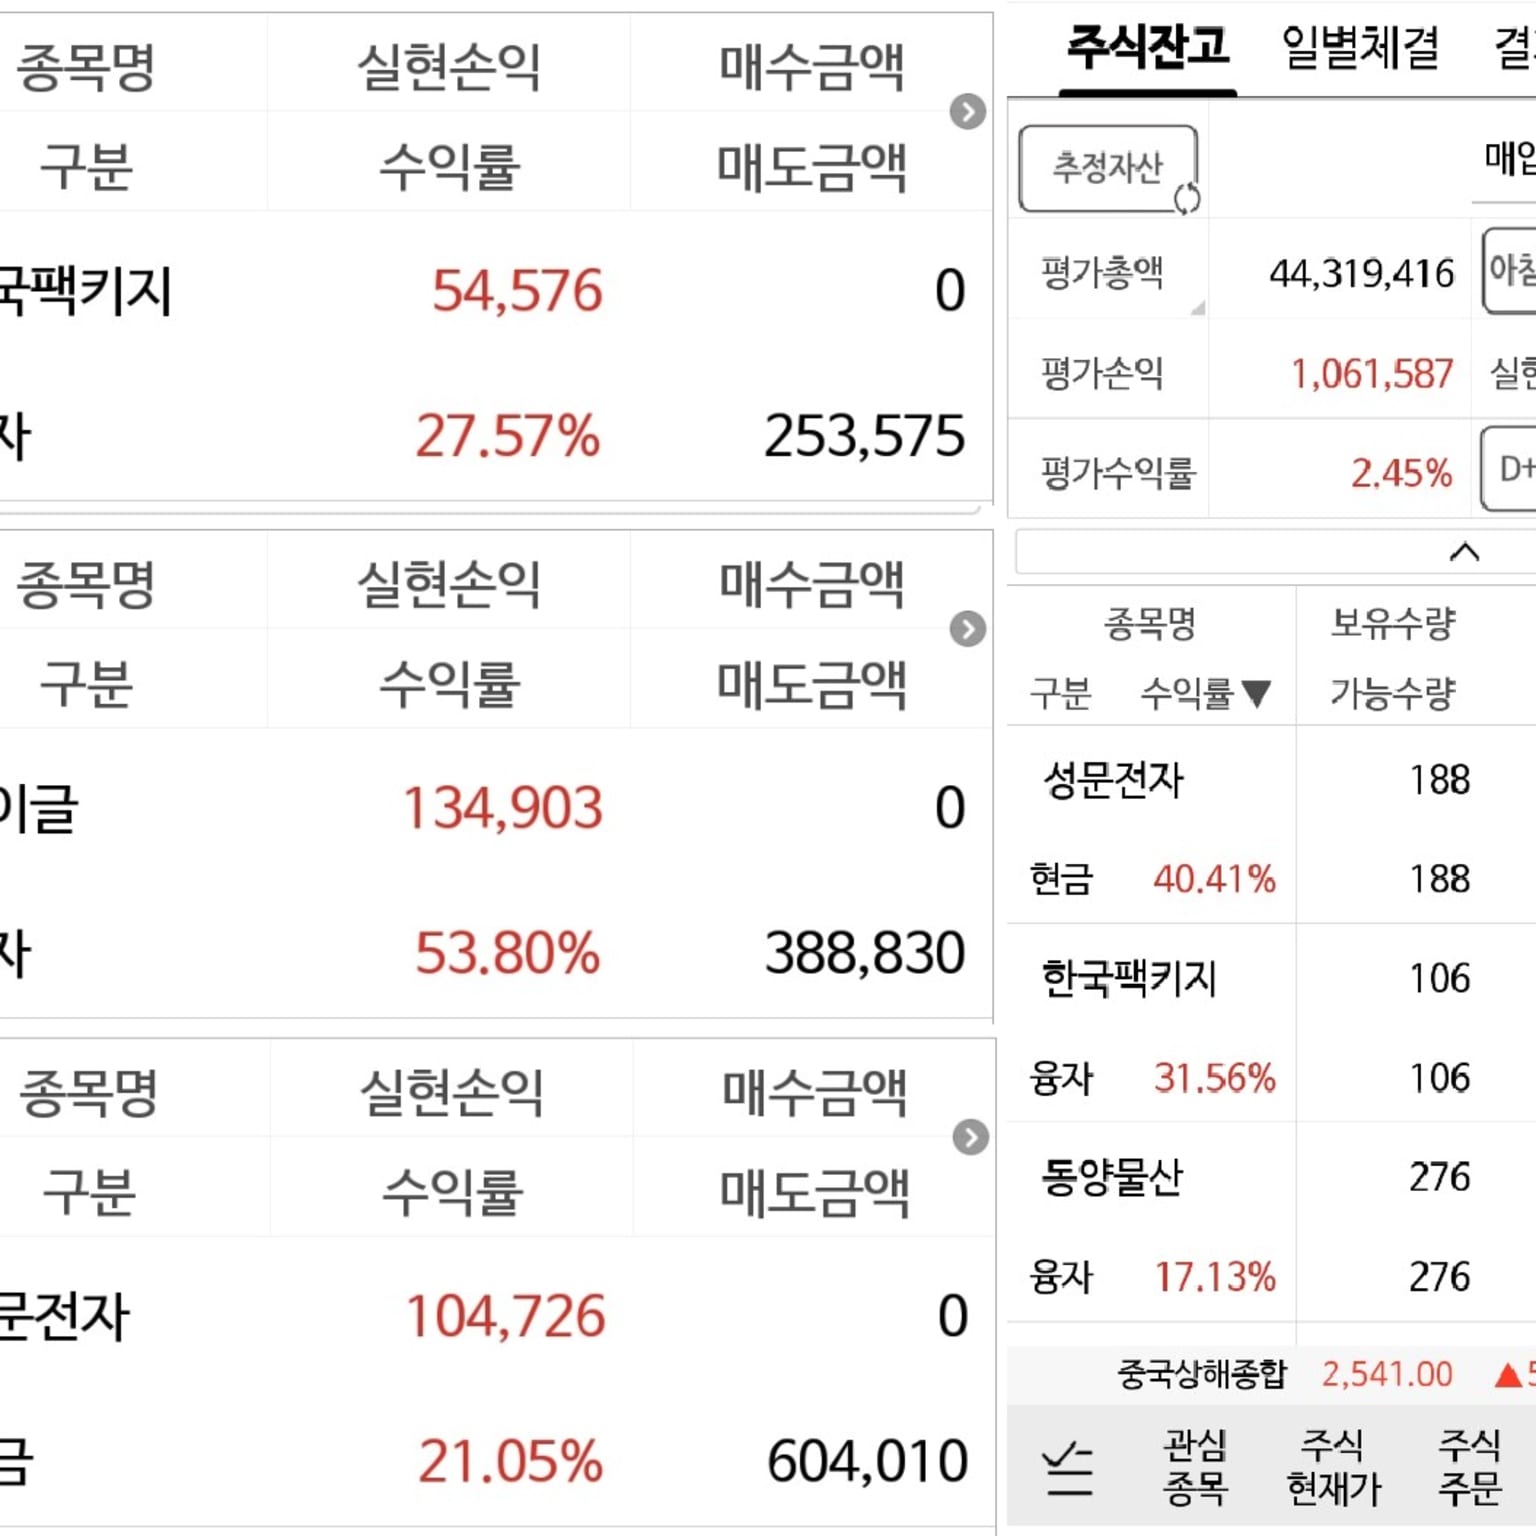 종목명 실현손익 매수금액
구분 수익률 매도금액
국팩키지 54,576 0
자 27.57% 253,575
종목명 실현손익 매수금액
구분 수익률 매도금액
이글 134,903 0
자 53.80% 388,830
종목명 실현손익 매수금액
구분 수익률 매도금액
문전자 104,726 0
금 21.05% 604,010
주식잔고 일별체결
추정자산 매입
평가총액 44,319,416
평가손익 1,061,587 실현
평가수익률 2.45% D+
종목명 보유수량
구분 수익률▼ 가능수량
성문전자 188
현금 40.41% 188
한국팩키지 106
융자 31.56% 106
동양물산 276
융자 17.13% 276
중국상해종합 2,541.00 ▲5
관심 주식 주식
종목 현재가 주문